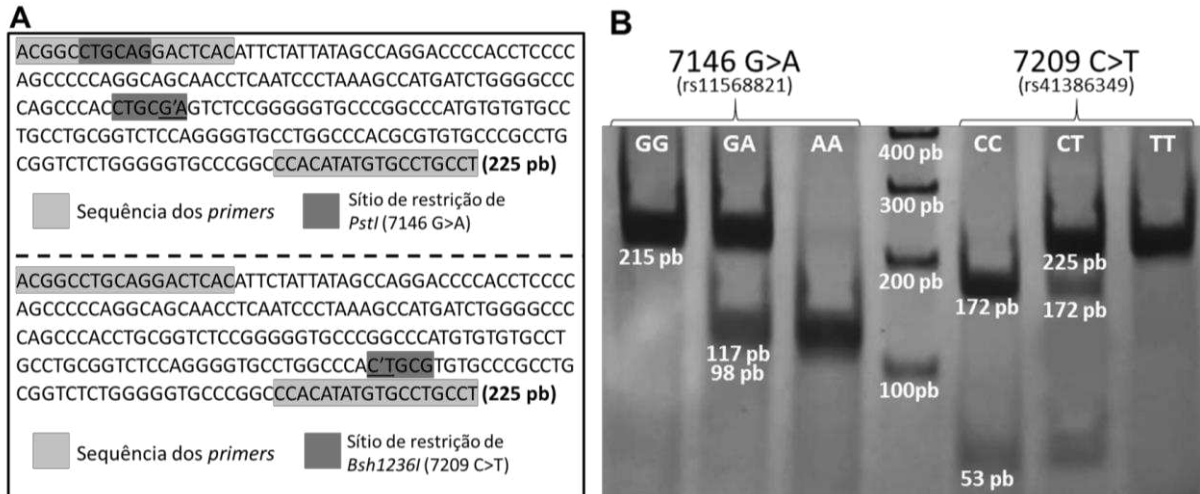 A
ACGGCCTGCAGGACTCACATTCTATTATAGCCAGGACCCCACCTCCCC
AGCCCCCAGGCAGCAACCTCAATCCCTAAAGCCATGATCTGGGGCCC
CAGCCCACCTGCG'AGTCTCCGGGGGTGCCCGGCCCATGTGTGTGCC
TGCCTGCGGTCTCCAGGGGTGCCTGGCCCACGCGTGTGCCCGCCTG
CGGTCTCTGGGGGTGCCCGGCCCACATATGTGCCTGCCT(225 pb)
Sequência dos primers
Sítio de restrição de
PstI (7146 G>A)
ACGGCCTGCAGGACTCACATTCTATTATAGCCAGGACCCCACCTCCCC
AGCCCCCAGGCAGCAACCTCAATCCCTAAAGCCATGATCTGGGGCCC
CAGCCCACCTGCGGTCTCCGGGGGTGCCCGGCCCATGTGTGTGCCT
GCCTGCGGTCTCCAGGGGTGCCTGGCCCAC'TGCGTGTGCCCGCCTG
CGGTCTCTGGGGGTGCCCGGCCCACATATGTGCCTGCCT(225 pb)
Sequência dos primers
Sítio de restrição de
Bsh1236I (7209 C>T)
B
7146 G>A
(rs11568821)
7209 C>T
(rs41386349)
GG GA AA 400 pb CC CT TT
300 pb
215 pb 200 pb 225 pb
172 pb 172 pb
117 pb
98 pb
100pb
53 pb